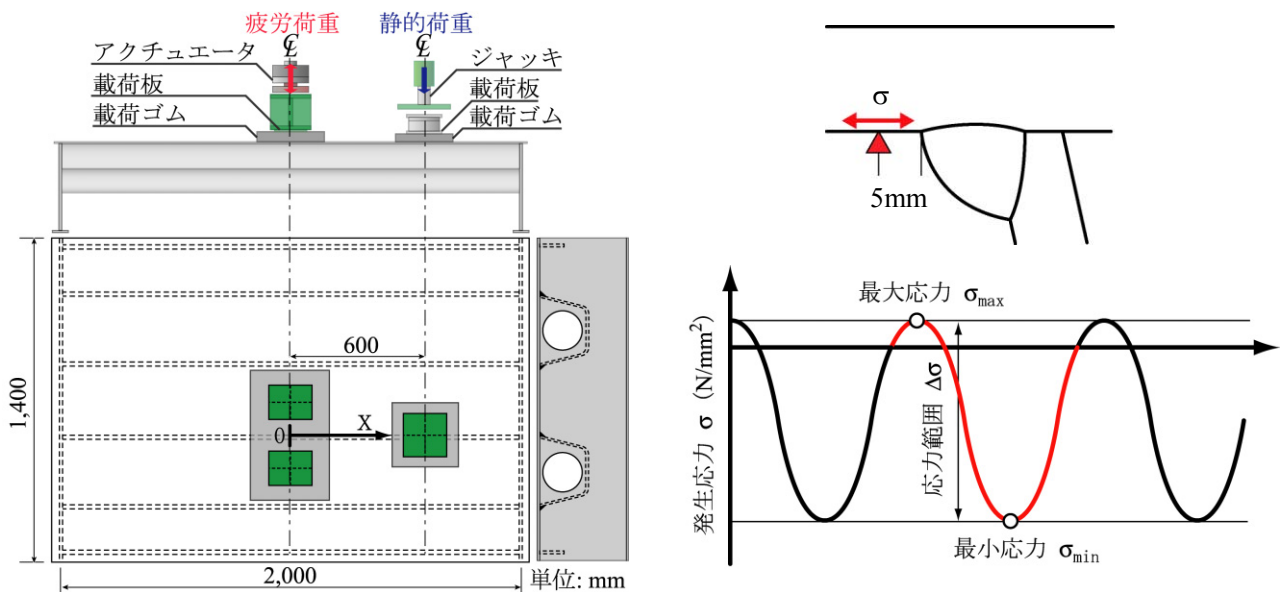 疲労荷重
静的荷重
℄
℄
アクチュエータ
載荷板
載荷ゴム
ジャッキ
載荷板
載荷ゴム
600
1,400
0
X
2,000
単位: mm
σ
5mm
最大応力 σmax
発生応力 σ (N/mm²)
応力範囲 Δσ
最小応力 σmin